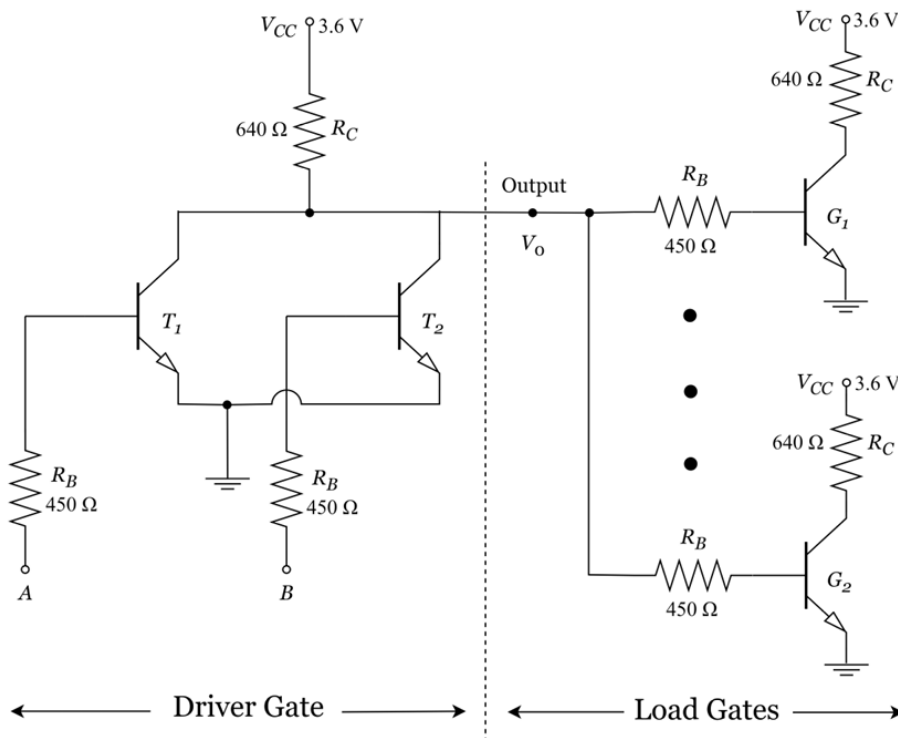 V_CC 3.6 V
640 Ω R_C
V_CC 3.6 V
640 Ω R_C
Output
V_o
R_B
450 Ω
G_1
T_1
T_2
R_B
450 Ω
A
R_B
450 Ω
B
V_CC 3.6 V
640 Ω R_C
R_B
450 Ω
G_2
Driver Gate
Load Gates